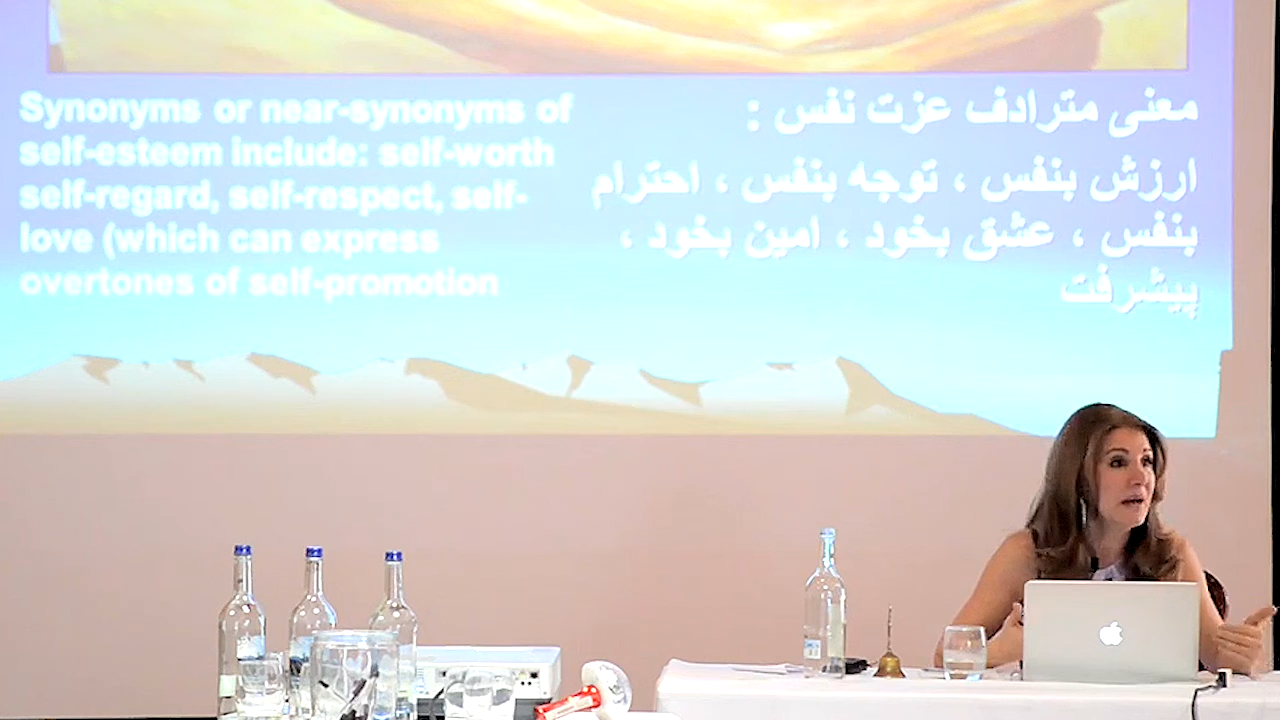 Synonyms or near-synonyms of
self-esteem include: self-worth
self-regard, self-respect, self-
love (which can express
overtones of self-promotion
معنی مترادف عزت نفس :
ارزش بنفس ، توجه بنفس ، احترام
بنفس ، عشق بخود ، امین بخود ،
پیشرفت